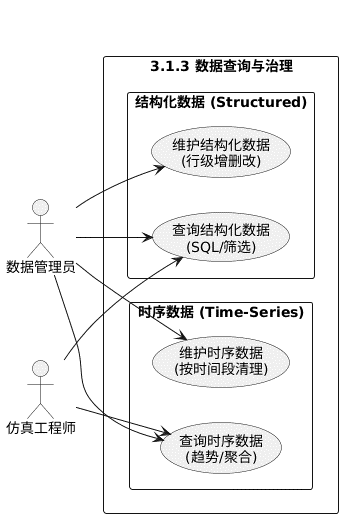 3.1.3 数据查询与治理
结构化数据 (Structured)
维护结构化数据
(行级增删改)
查询结构化数据
(SQL/筛选)
数据管理员
时序数据 (Time-Series)
维护时序数据
(按时间段清理)
仿真工程师
查询时序数据
(趋势/聚合)